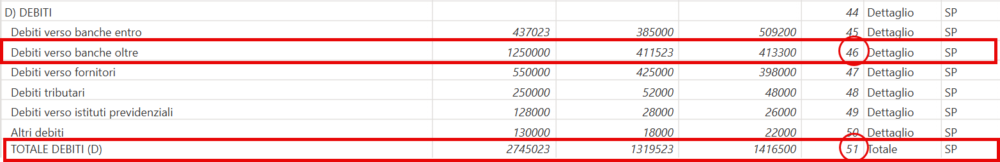 D) DEBITI 44 Dettaglio SP
Debiti verso banche entro 437023 385000 509200 45 Dettaglio SP
Debiti verso banche oltre 1250000 411523 413300 46 Dettaglio SP
Debiti verso fornitori 550000 425000 398000 47 Dettaglio SP
Debiti tributari 250000 52000 48000 48 Dettaglio SP
Debiti verso istituti previdenziali 128000 28000 26000 49 Dettaglio SP
Altri debiti 130000 18000 22000 50 Dettaglio SP
TOTALE DEBITI (D) 2745023 1319523 1416500 51 Totale SP